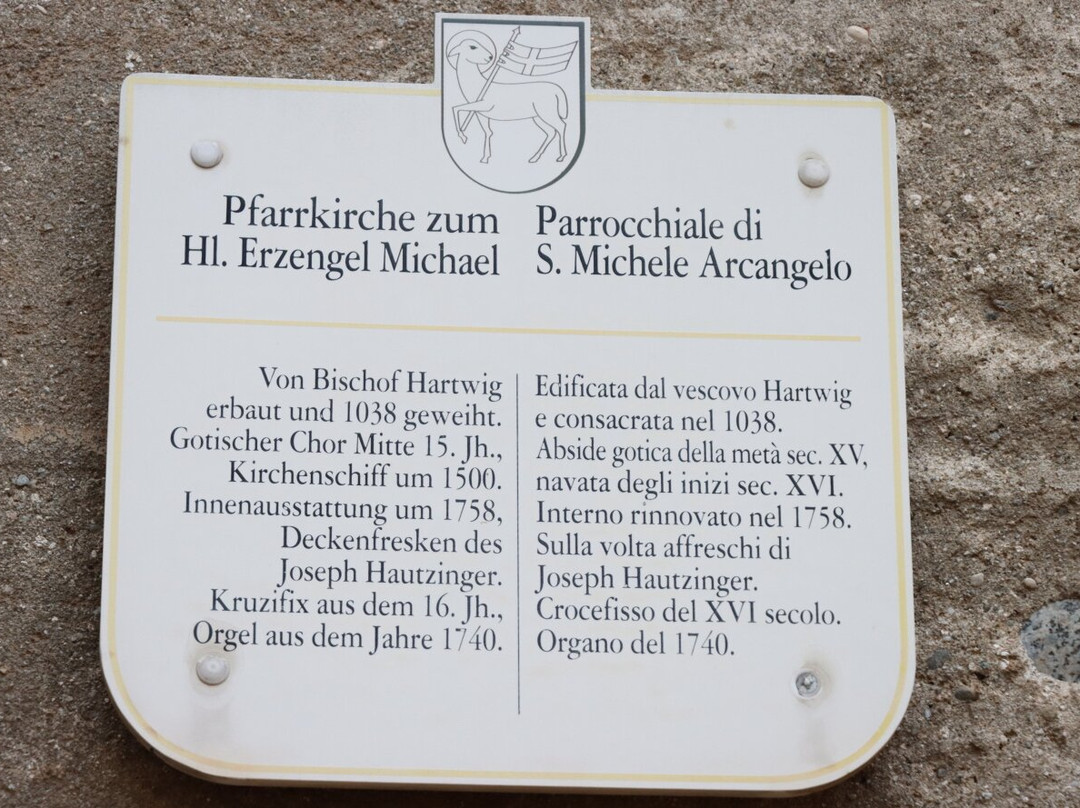 Pfarrkirche zum
Hl. Erzengel Michael
Parrocchiale di
S. Michele Arcangelo
Von Bischof Hartwig
erbaut und 1038 geweiht.
Gotischer Chor Mitte 15. Jh.,
Kirchenschiff um 1500.
Innenausstattung um 1758,
Deckenfresken des
Joseph Hautzinger.
Kruzifix aus dem 16. Jh.,
Orgel aus dem Jahre 1740.
Edificata dal vescovo Hartwig
e consacrata nel 1038.
Abside gotica della metà sec. XV,
navata degli inizi sec. XVI.
Interno rinnovato nel 1758.
Sulla volta affreschi di
Joseph Hautzinger.
Crocefisso del XVI secolo.
Organo del 1740.